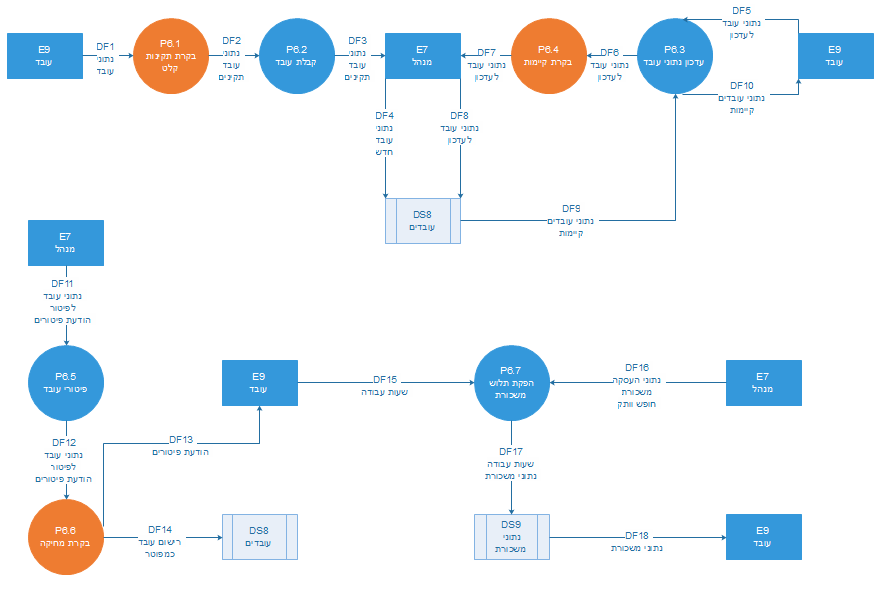 E9
עובד
DF1
נתוני
עובד
P6.1
בקרת תקינות
קלט
DF2
נתוני
עובד
תקינים
P6.2
קבלת עובד
DF3
נתוני
עובד
תקינים
E7
מנהל
DF7
נתוני עובד
לעדכון
P6.4
בקרת קיימות
DF6
נתוני עובד
לעדכון
P6.3
עדכון נתוני עובד
DF5
נתוני עובד
לעדכון
E9
עובד
DF10
נתוני עובדים
קיימות
DF4
נתוני
עובד
חדש
DF8
נתוני עובד
לעדכון
DS8
עובדים
DF9
נתוני עובדים
קיימות
E7
מנהל
DF11
נתוני עובד
לפיטור
הודעת פיטורים
P6.5
פיטורי עובד
DF12
נתוני עובד
לפיטור
הודעת פיטורים
P6.6
בקרת מחיקה
DF13
הודעת פיטורים
E9
עובד
DF14
רישום עובד
כמפוטר
DS8
עובדים
DF15
שעות עבודה
P6.7
הפקת תלוש
משכורת
DF16
נתוני העסקה
משכורת
חופש וותק
E7
מנהל
DF17
שעות עבודה
נתוני משכורת
DS9
נתוני
משכורת
DF18
נתוני משכורת
E9
עובד